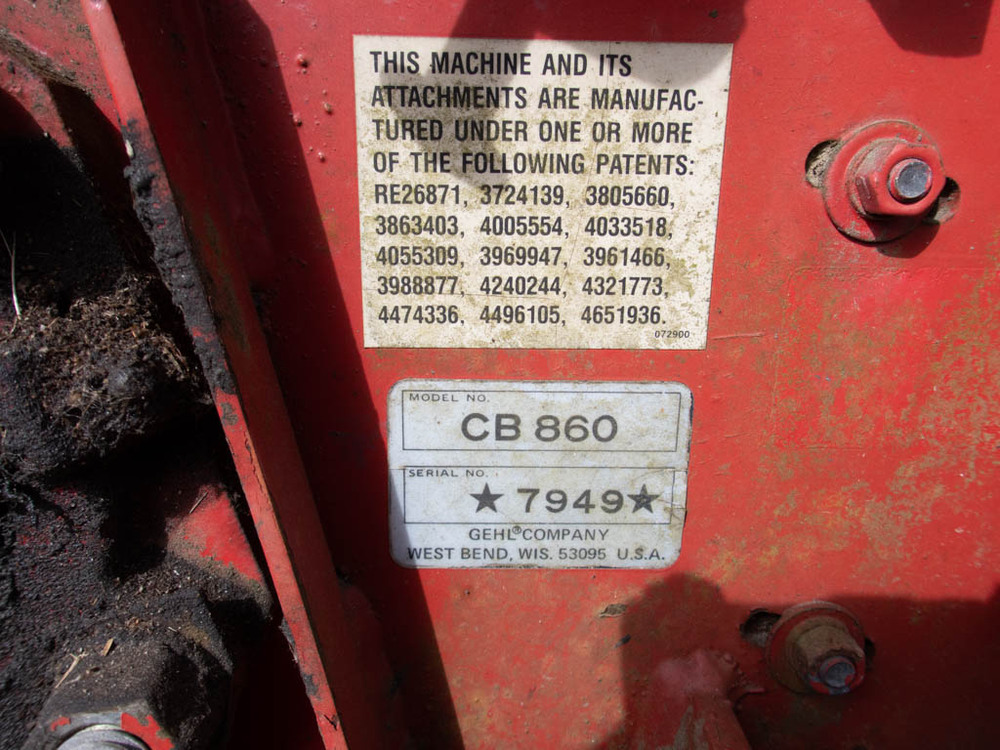 THIS MACHINE AND ITS
ATTACHMENTS ARE MANUFAC-
TURED UNDER ONE OR MORE
OF THE FOLLOWING PATENTS:
RE26871, 3724139, 3805660,
3863403, 4005554, 4033518,
4055309, 3969947, 3961466,
3988877, 4240244, 4321773,
4474336, 4496105, 4651936.
072900
MODEL NO.
CB 860
SERIAL NO.
★ 7949★
GEHL® COMPANY
WEST BEND, WIS. 53095 U.S.A.